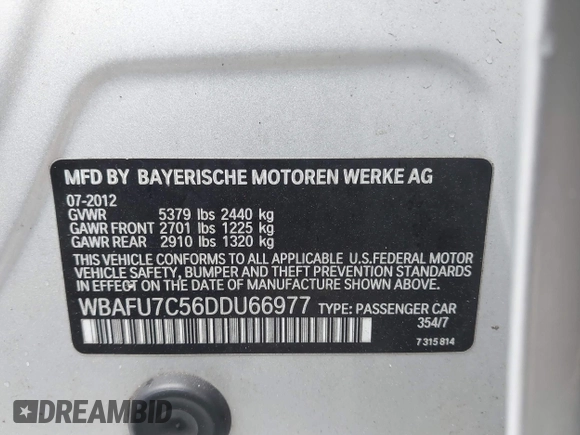 MFD BY BAYERISCHE MOTOREN WERKE AG
07-2012
GVWR 5379 lbs 2440 kg
GAWR FRONT 2701 lbs 1225 kg
GAWR REAR 2910 lbs 1320 kg
THIS VEHICLE CONFORMS TO ALL APPLICABLE U.S.FEDERAL MOTOR
VEHICLE SAFETY, BUMPER AND THEFT PREVENTION STANDARDS
IN EFFECT ON THE DATE OF MANUFACTURE SHOWN ABOVE.
WBAFU7C56DDU66977 TYPE: PASSENGER CAR
354/7
7 315 814
DREAMBID